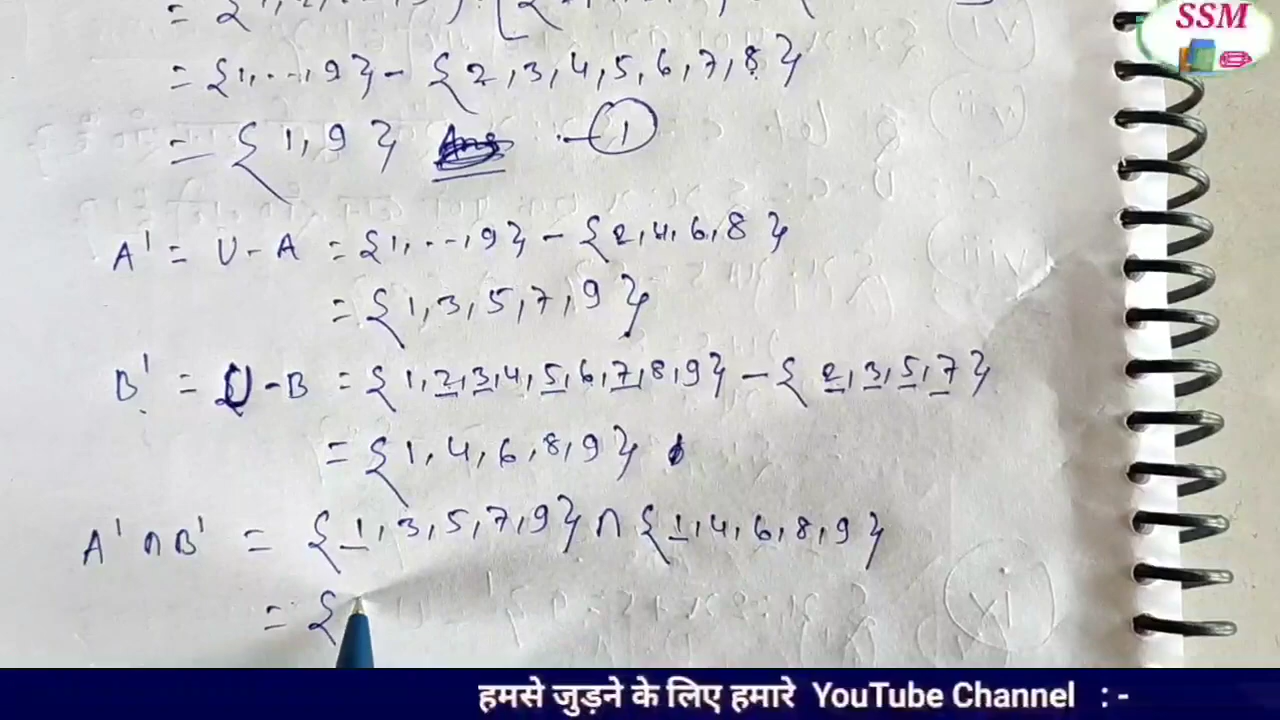 SSM
= {1,..,9} - {2,3,4,5,6,7,8}
= {1,9} - 1
A' = U - A = {1,..,9} - {2,4,6,8}
= {1,3,5,7,9}
B' = U - B = {1,2,3,4,5,6,7,8,9} - {2,3,5,7}
= {1,4,6,8,9}
A' ∩ B' = {1,3,5,7,9} ∩ {1,4,6,8,9}
= {
हमसे जुड़ने के लिए हमारे YouTube Channel : -